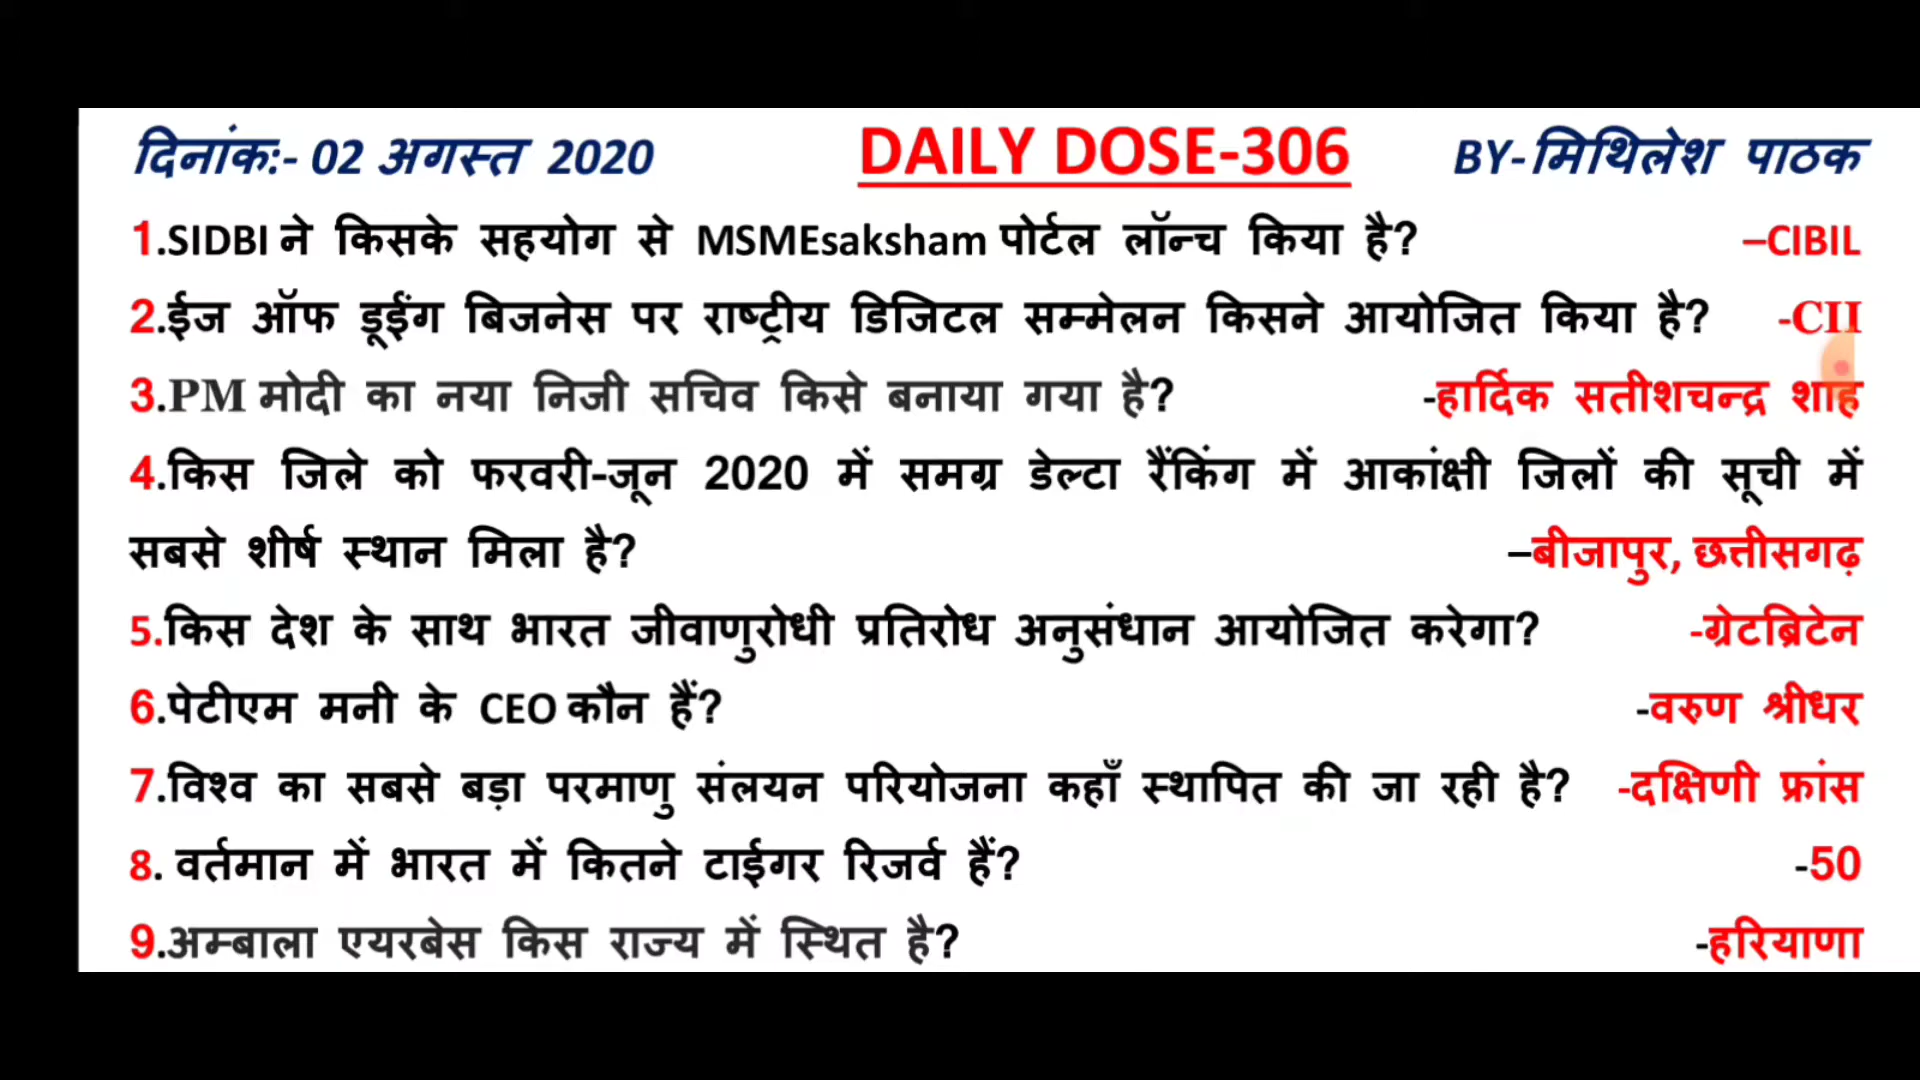 दिनांक:- 02 अगस्त 2020 DAILY DOSE-306 BY-मिथिलेश पाठक
1.SIDBI ने किसके सहयोग से MSMEsaksham पोर्टल लॉन्च किया है? –CIBIL
2.ईज ऑफ डूईंग बिजनेस पर राष्ट्रीय डिजिटल सम्मेलन किसने आयोजित किया है? -CII
3.PM मोदी का नया निजी सचिव किसे बनाया गया है? -हार्दिक सतीशचन्द्र शाह
4.किस जिले को फरवरी-जून 2020 में समग्र डेल्टा रैंकिंग में आकांक्षी जिलों की सूची में
सबसे शीर्ष स्थान मिला है? –बीजापुर, छत्तीसगढ़
5.किस देश के साथ भारत जीवाणुरोधी प्रतिरोध अनुसंधान आयोजित करेगा? -ग्रेटब्रिटेन
6.पेटीएम मनी के CEO कौन हैं? -वरुण श्रीधर
7.विश्व का सबसे बड़ा परमाणु संलयन परियोजना कहाँ स्थापित की जा रही है? -दक्षिणी फ्रांस
8. वर्तमान में भारत में कितने टाईगर रिजर्व हैं? -50
9.अम्बाला एयरबेस किस राज्य में स्थित है? -हरियाणा